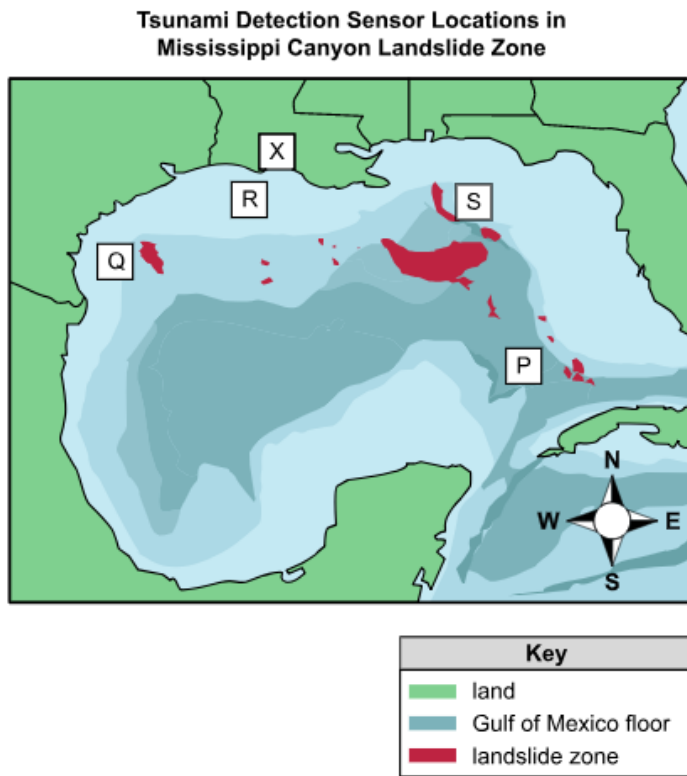 Tsunami Detection Sensor Locations in
Mississippi Canyon Landslide Zone
X
R
S
Q
P
N
W E
S
Key
land
Gulf of Mexico floor
landslide zone